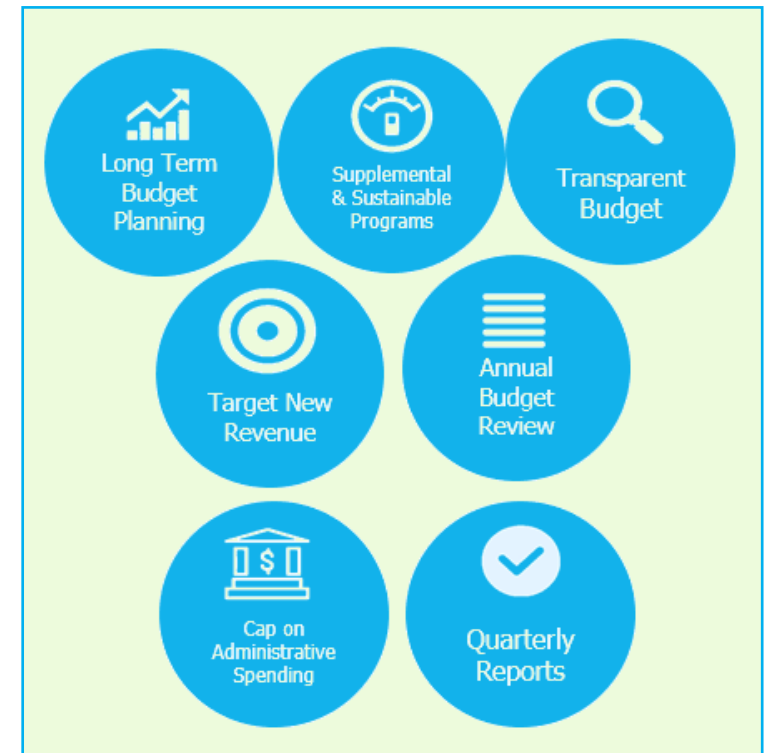 Long Term
Budget
Planning
Supplemental
& Sustainable
Programs
Transparent
Budget
Target New
Revenue
Annual
Budget
Review
$
Cap on
Administrative
Spending
Quarterly
Reports